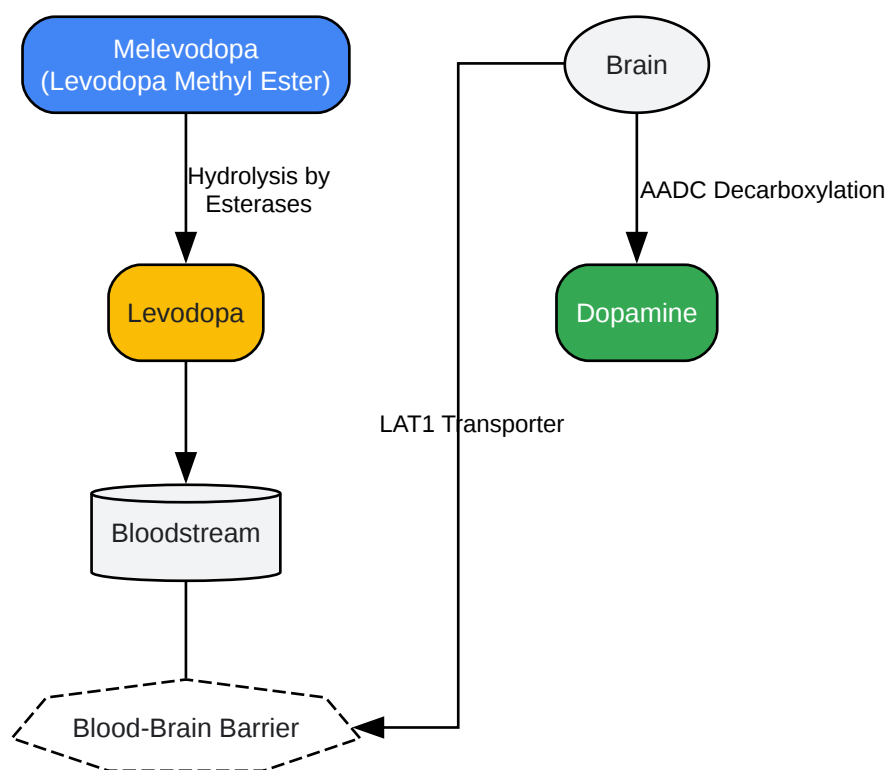 Melevodopa
(Levodopa Methyl Ester)
Brain
Hydrolysis by
Esterases
AADC Decarboxylation
Levodopa
Dopamine
LAT1 Transporter
Bloodstream
Blood-Brain Barrier